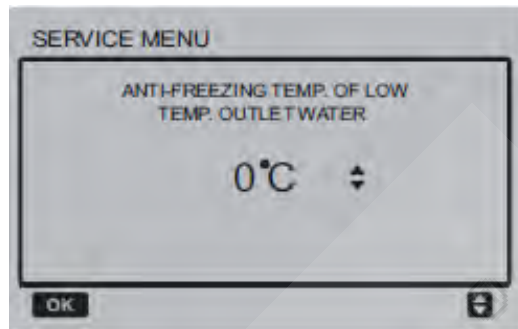 SERVICE MENU
ANTI-FREEZING TEMP. OF LOW
TEMP. OUTLET WATER
0°C
OK